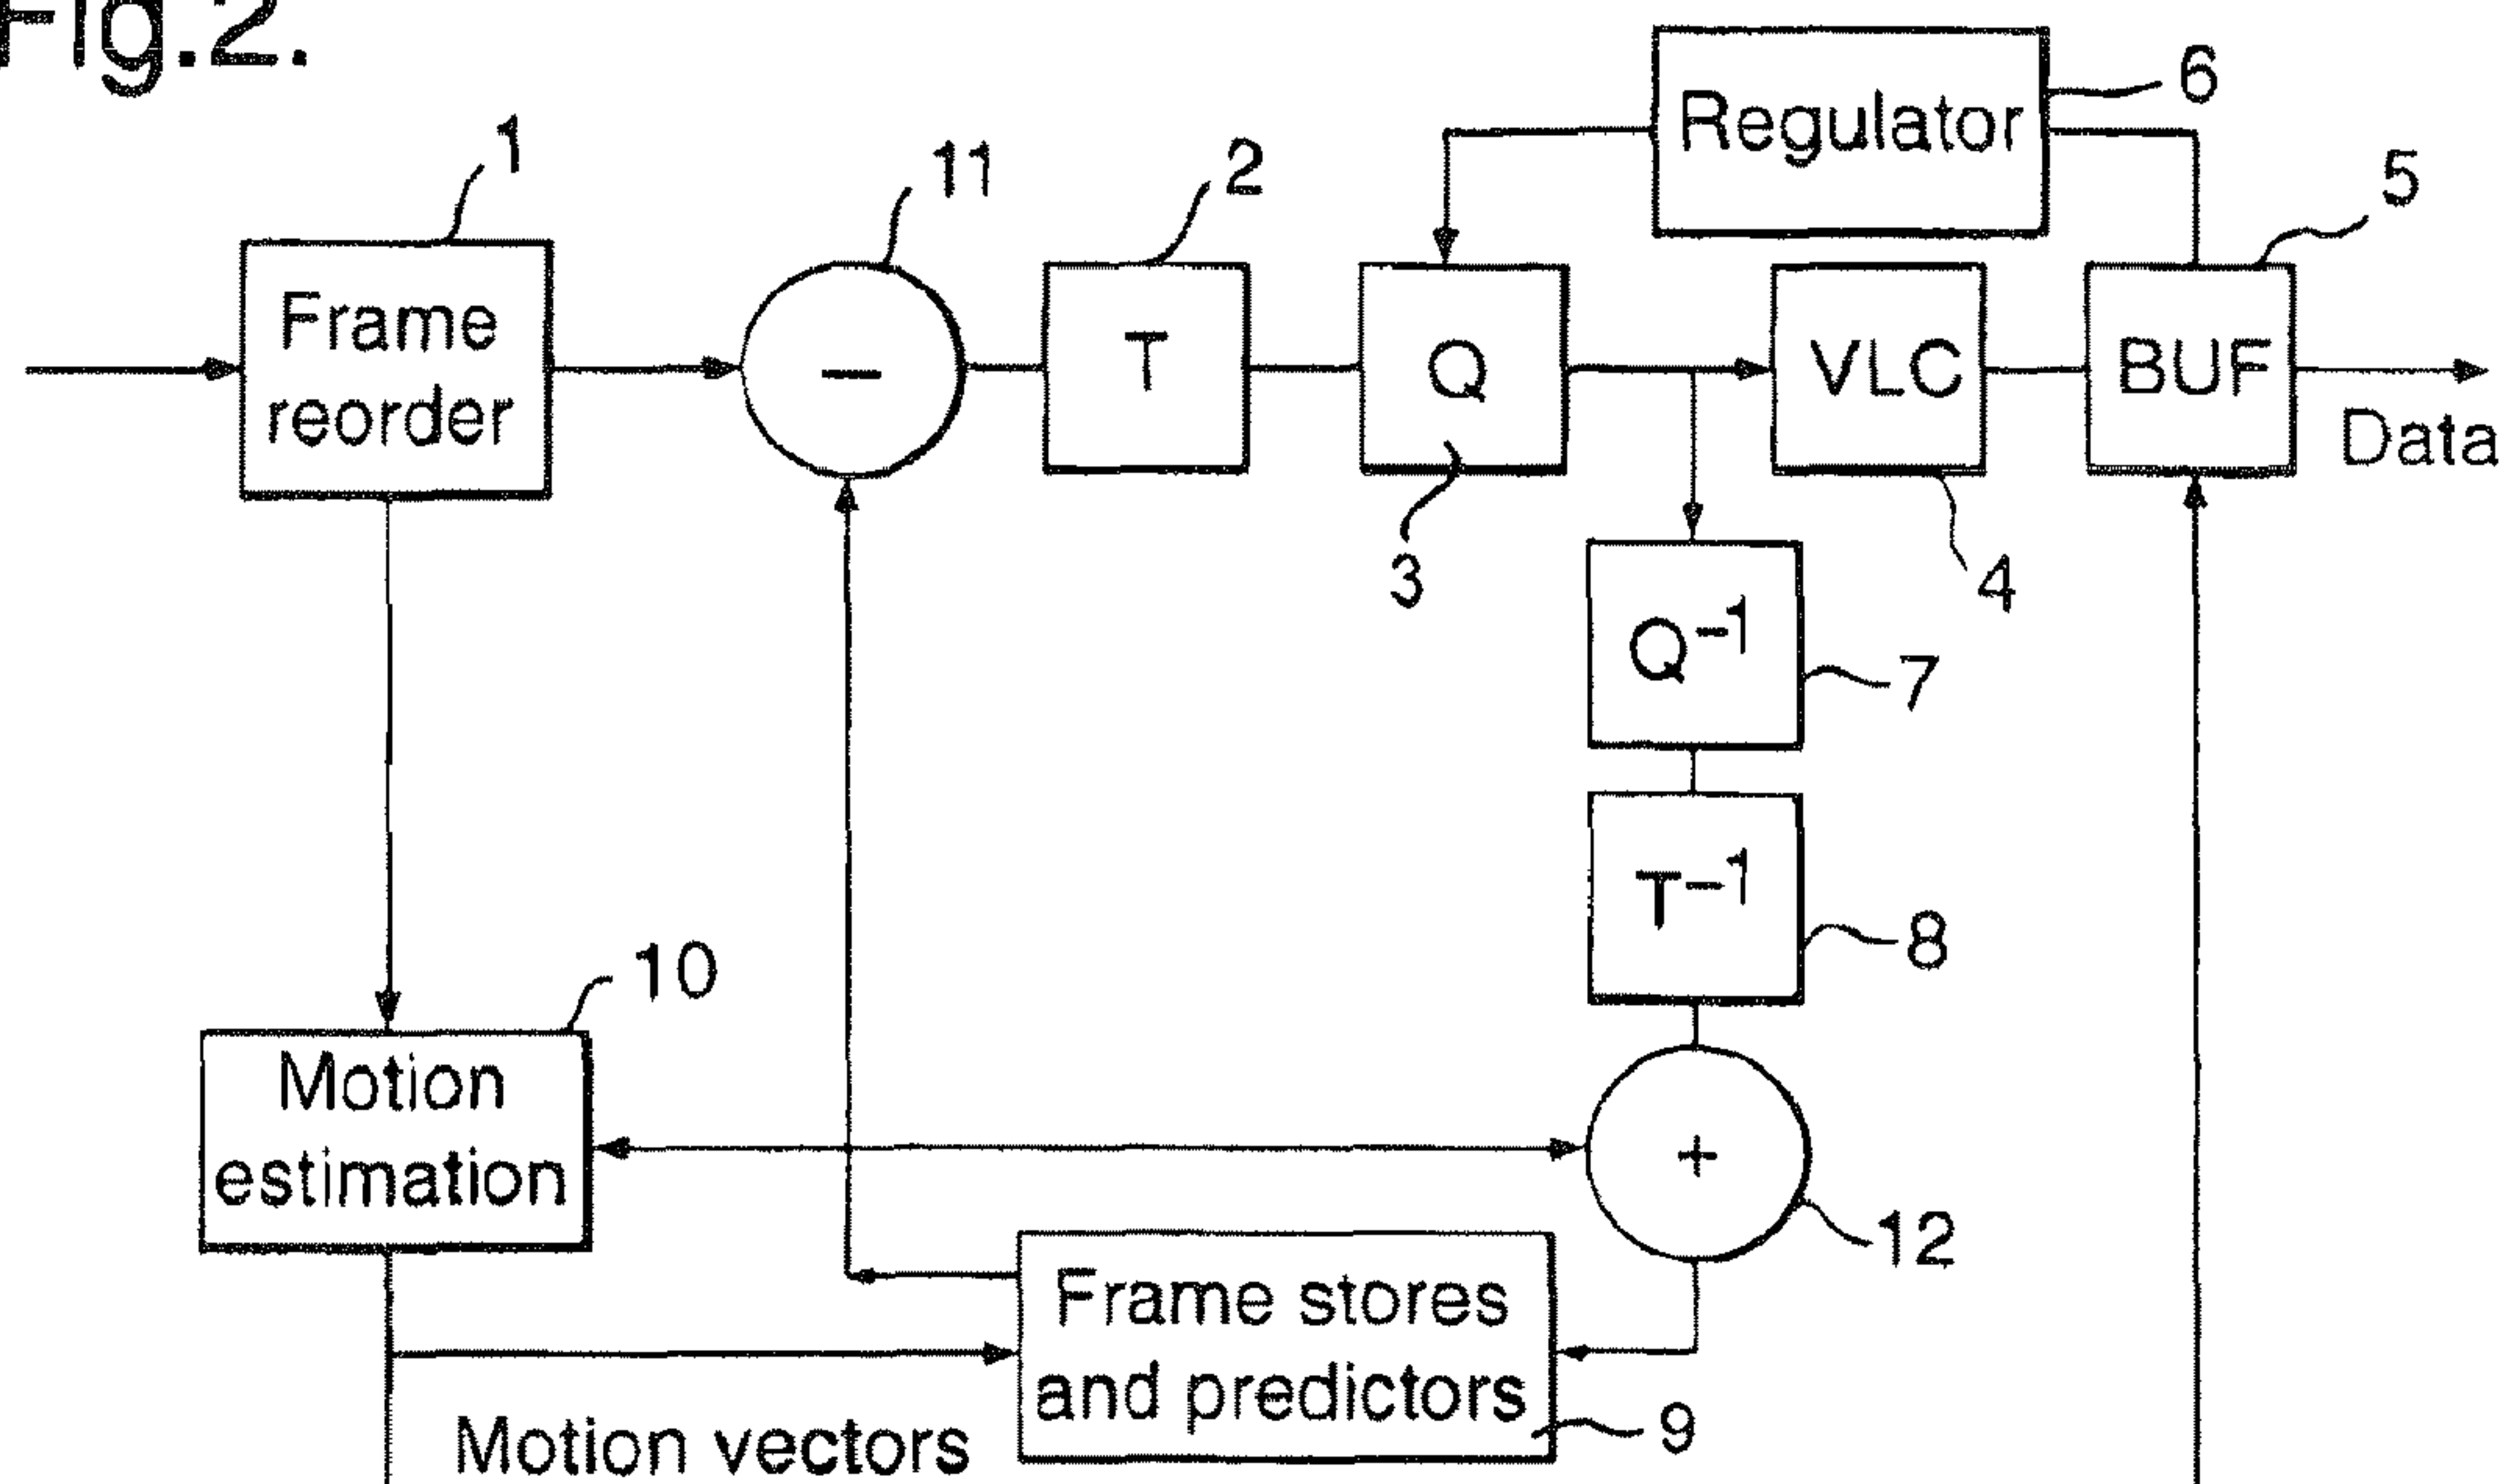 Fig.2.
Regulator
6
1
11
2
5
Frame
reorder
−
T
Q
VLC
BUF
Data
3
4
Q−1
7
T−1
8
10
Motion
estimation
+
12
Frame stores
and predictors
9
Motion vectors